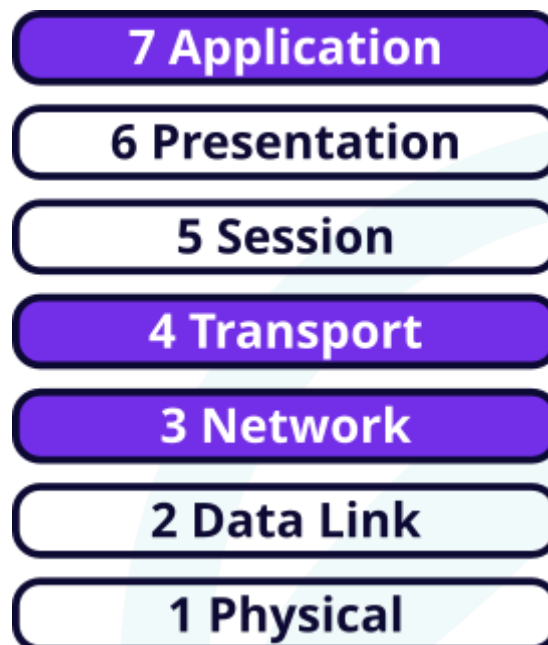 7 Application
6 Presentation
5 Session
4 Transport
3 Network
2 Data Link
1 Physical